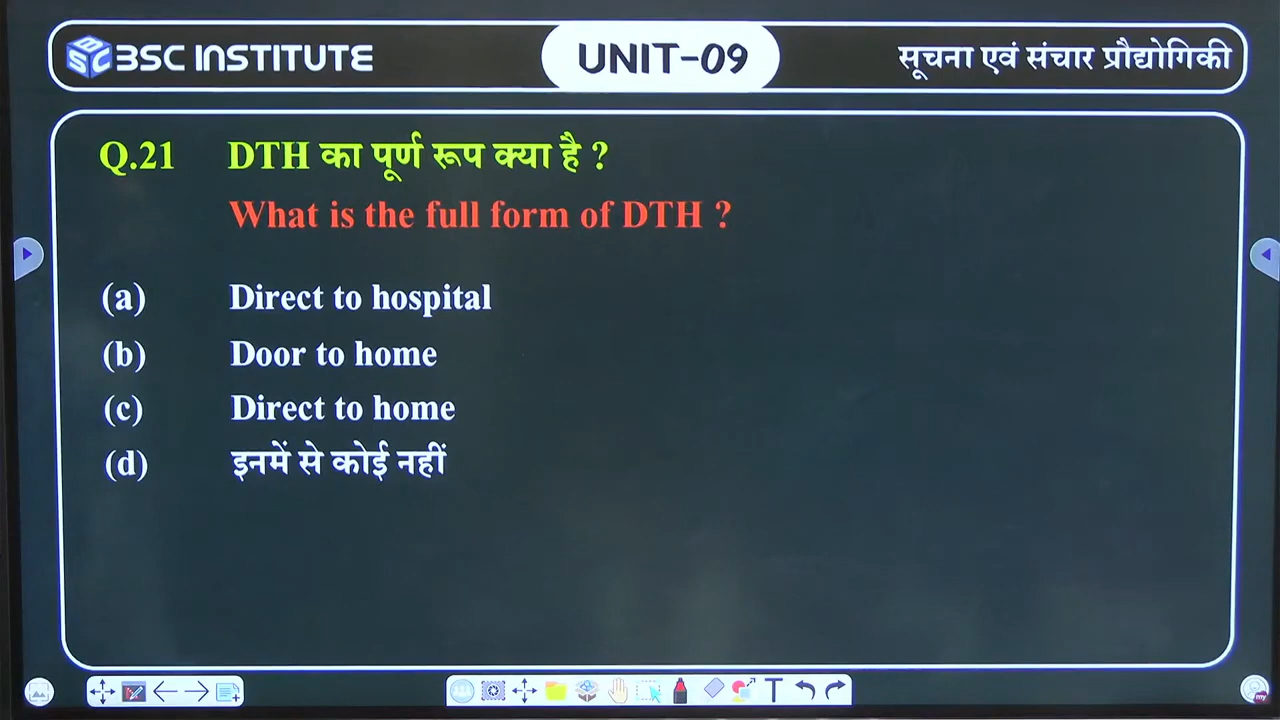 BSC INSTITUTE
UNIT-09
सूचना एवं संचार प्रौद्योगिकी
Q.21 DTH का पूर्ण रूप क्या है ?
What is the full form of DTH ?
(a) Direct to hospital
(b) Door to home
(c) Direct to home
(d) इनमें से कोई नहीं